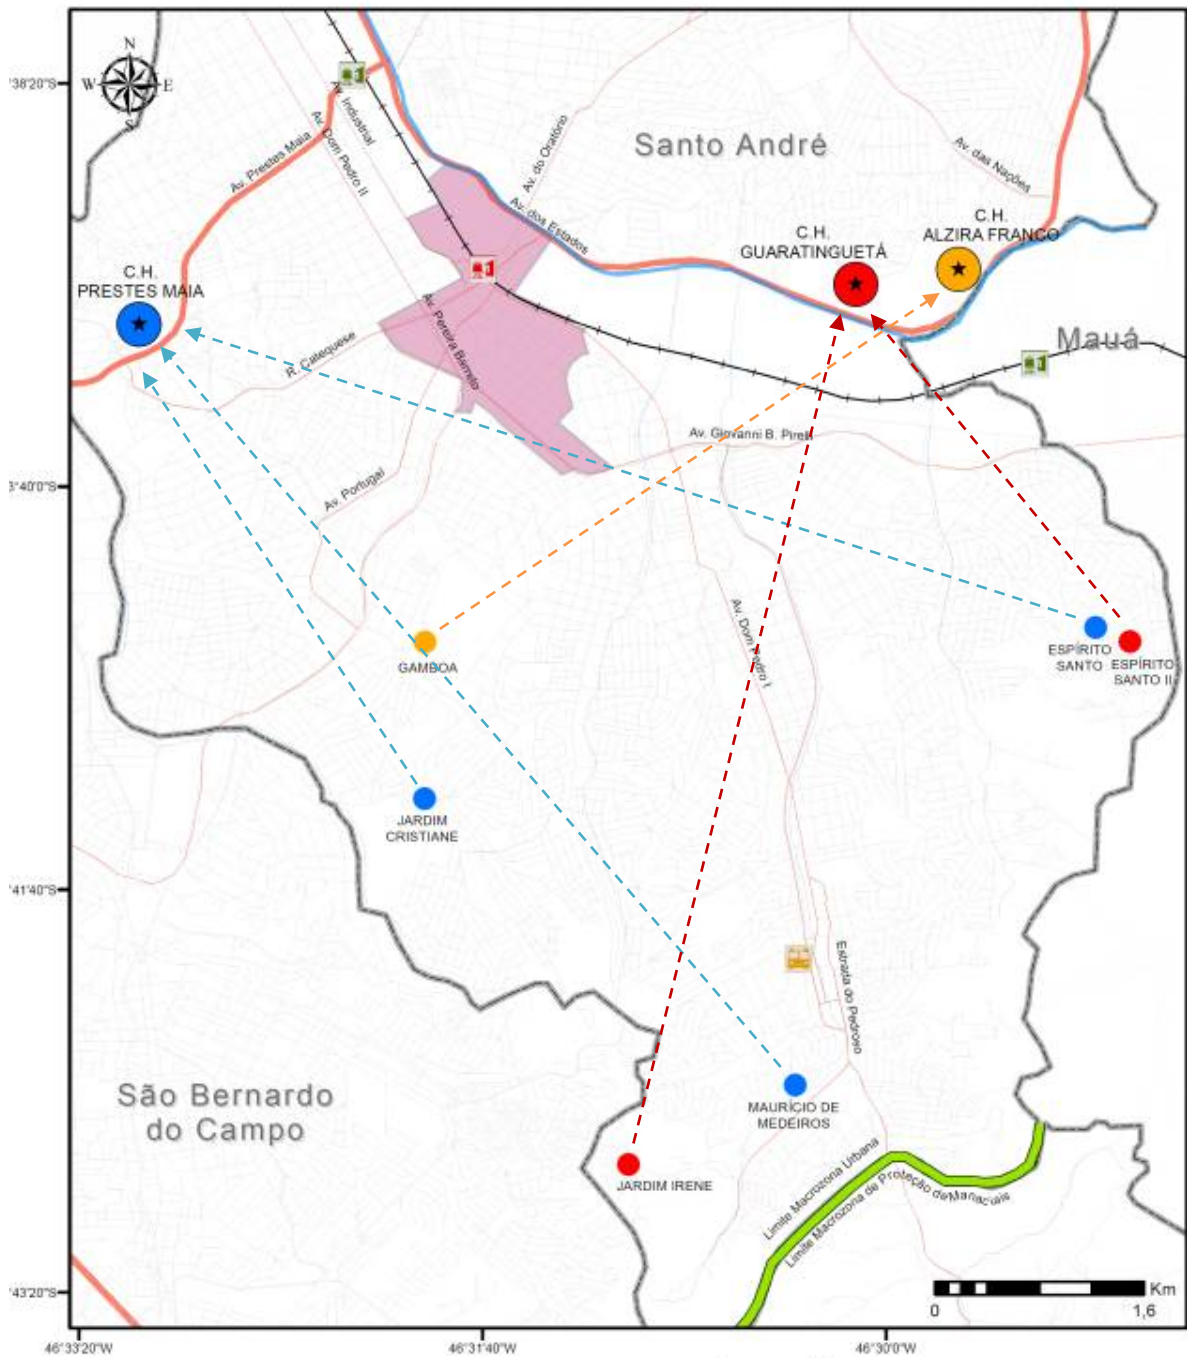 N
W
E
S
38'20"S
Av. Industrial
Av. Dom Pedro II
Av. Prestes Maia
Av. do Oratório
Santo André
Av. das Nações
Av. dos Estados
C.H.
GUARATINGUETÁ
C.H.
ALZIRA FRANCO
C.H.
PRESTES MAIA
R. Catequese
Av. Pereira Barreto
Mauá
Av. Giovanni B. Pirelli
Av. Portugal
40'0"S
Av. Dom Pedro I
ESPÍRITO
SANTO
ESPÍRITO
SANTO II
GAMBOA
JARDIM
CRISTIANE
41'40"S
Estrada do Pedroso
São Bernardo
do Campo
MAURÍCIO DE
MEDEIROS
JARDIM IRENE
Limite Macrozona Urbana
Limite Macrozona de Proteção de Manaciais
43'20"S
Km
0
1,6
46°33'20"W
46°31'40"W
46°30'0"W